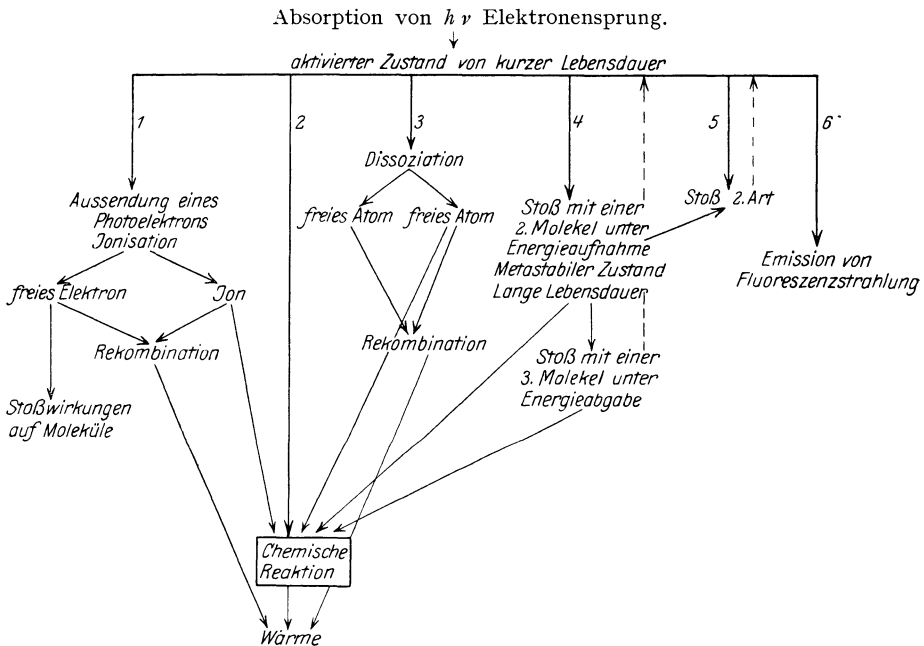 Absorption von h ν Elektronensprung.
aktivierter Zustand von kurzer Lebensdauer
1
2
3
4
5
6
Aussendung eines
Photoelektrons
Jonisation
freies Elektron
Jon
Rekombination
Stoßwirkungen
auf Moleküle
Dissoziation
freies Atom
freies Atom
Rekombination
Stoß mit einer
2. Molekel unter
Energieaufnahme
Metastabiler Zustand
Lange Lebensdauer
Stoß mit einer
3. Molekel unter
Energieabgabe
Stoß 2. Art
Emission von
Fluoreszenzstrahlung
Chemische
Reaktion
Wärme